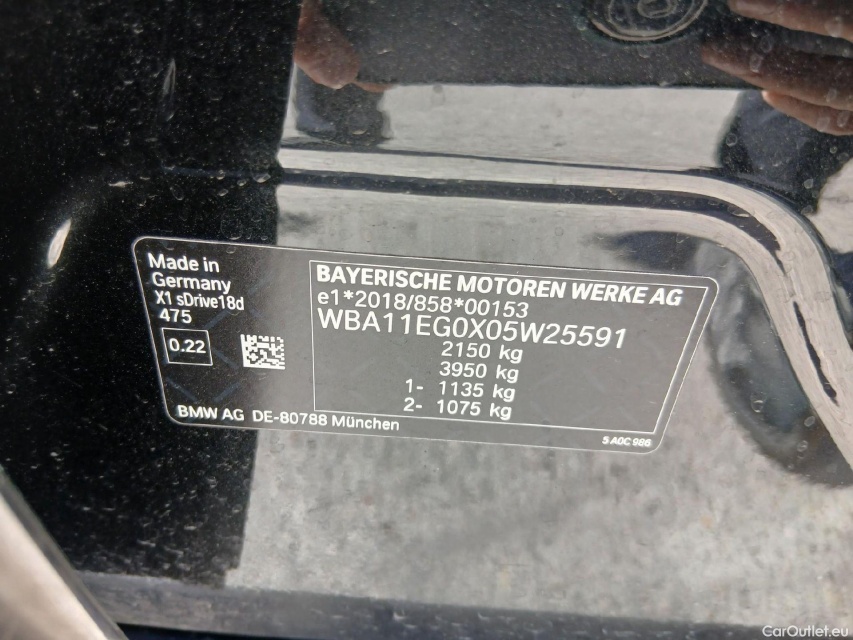 Made in
Germany
X1 sDrive18d
475
0.22
BAYERISCHE MOTOREN WERKE AG
e1*2018/858*00153
WBA11EG0X05W25591
2150 kg
3950 kg
1- 1135 kg
2- 1075 kg
BMW AG DE-80788 München
5 A0C 986
CarOutlet.eu